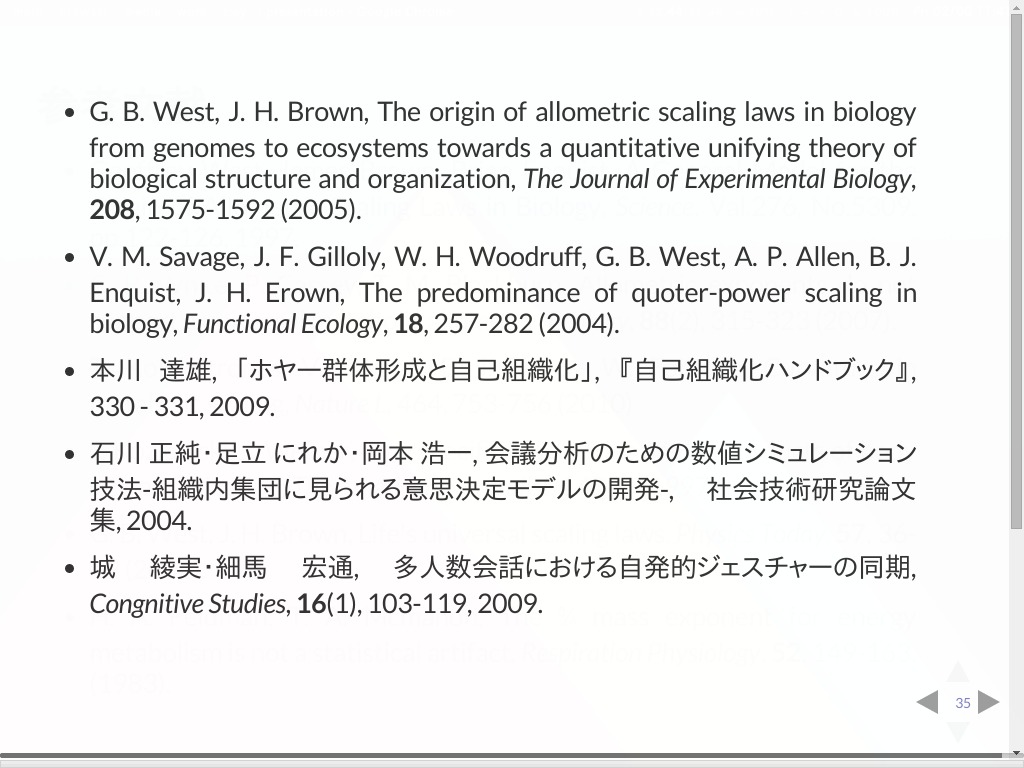 • G. B. West, J. H. Brown, The origin of allometric scaling laws in biology
from genomes to ecosystems towards a quantitative unifying theory of
biological structure and organization, The Journal of Experimental Biology,
208, 1575-1592 (2005).
• V. M. Savage, J. F. Gilloly, W. H. Woodruff, G. B. West, A. P. Allen, B. J.
Enquist, J. H. Erown, The predominance of quoter-power scaling in
biology, Functional Ecology, 18, 257-282 (2004).
• 本川 達雄, 「ホヤー群体形成と自己組織化」, 『自己組織化ハンドブック』,
330 - 331, 2009.
• 石川 正純・足立 にれか・岡本 浩一, 会議分析のための数値シミュレーション
技法-組織内集団に見られる意思決定モデルの開発-, 社会技術研究論文
集, 2004.
• 城 綾実・細馬 宏通, 多人数会話における自発的ジェスチャーの同期,
Congnitive Studies, 16(1), 103-119, 2009.
35